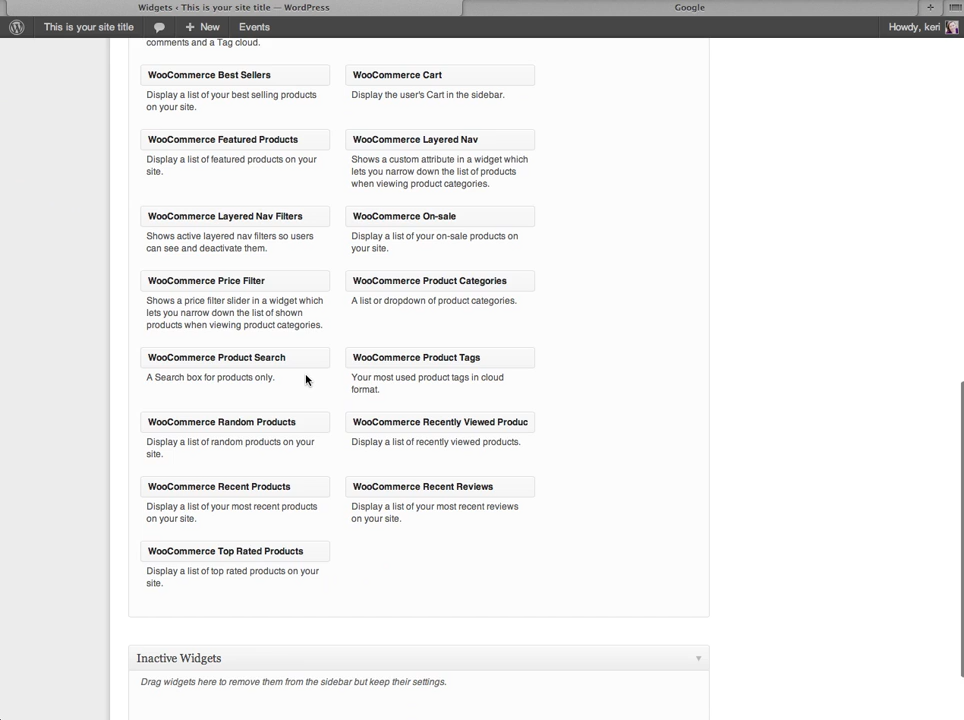 Widgets ‹ This is your site title — WordPress
Google
This is your site title
New
Events
Howdy, keri
comments and a Tag cloud.
WooCommerce Best Sellers
Display a list of your best selling products
on your site.
WooCommerce Cart
Display the user's Cart in the sidebar.
WooCommerce Featured Products
Display a list of featured products on your
site.
WooCommerce Layered Nav
Shows a custom attribute in a widget which
lets you narrow down the list of products
when viewing product categories.
WooCommerce Layered Nav Filters
Shows active layered nav filters so users
can see and deactivate them.
WooCommerce On-sale
Display a list of your on-sale products on
your site.
WooCommerce Price Filter
Shows a price filter slider in a widget which
lets you narrow down the list of shown
products when viewing product categories.
WooCommerce Product Categories
A list or dropdown of product categories.
WooCommerce Product Search
A Search box for products only.
WooCommerce Product Tags
Your most used product tags in cloud
format.
WooCommerce Random Products
Display a list of random products on your
site.
WooCommerce Recently Viewed Produc
Display a list of recently viewed products.
WooCommerce Recent Products
Display a list of your most recent products
on your site.
WooCommerce Recent Reviews
Display a list of your most recent reviews
on your site.
WooCommerce Top Rated Products
Display a list of top rated products on your
site.
Inactive Widgets
Drag widgets here to remove them from the sidebar but keep their settings.